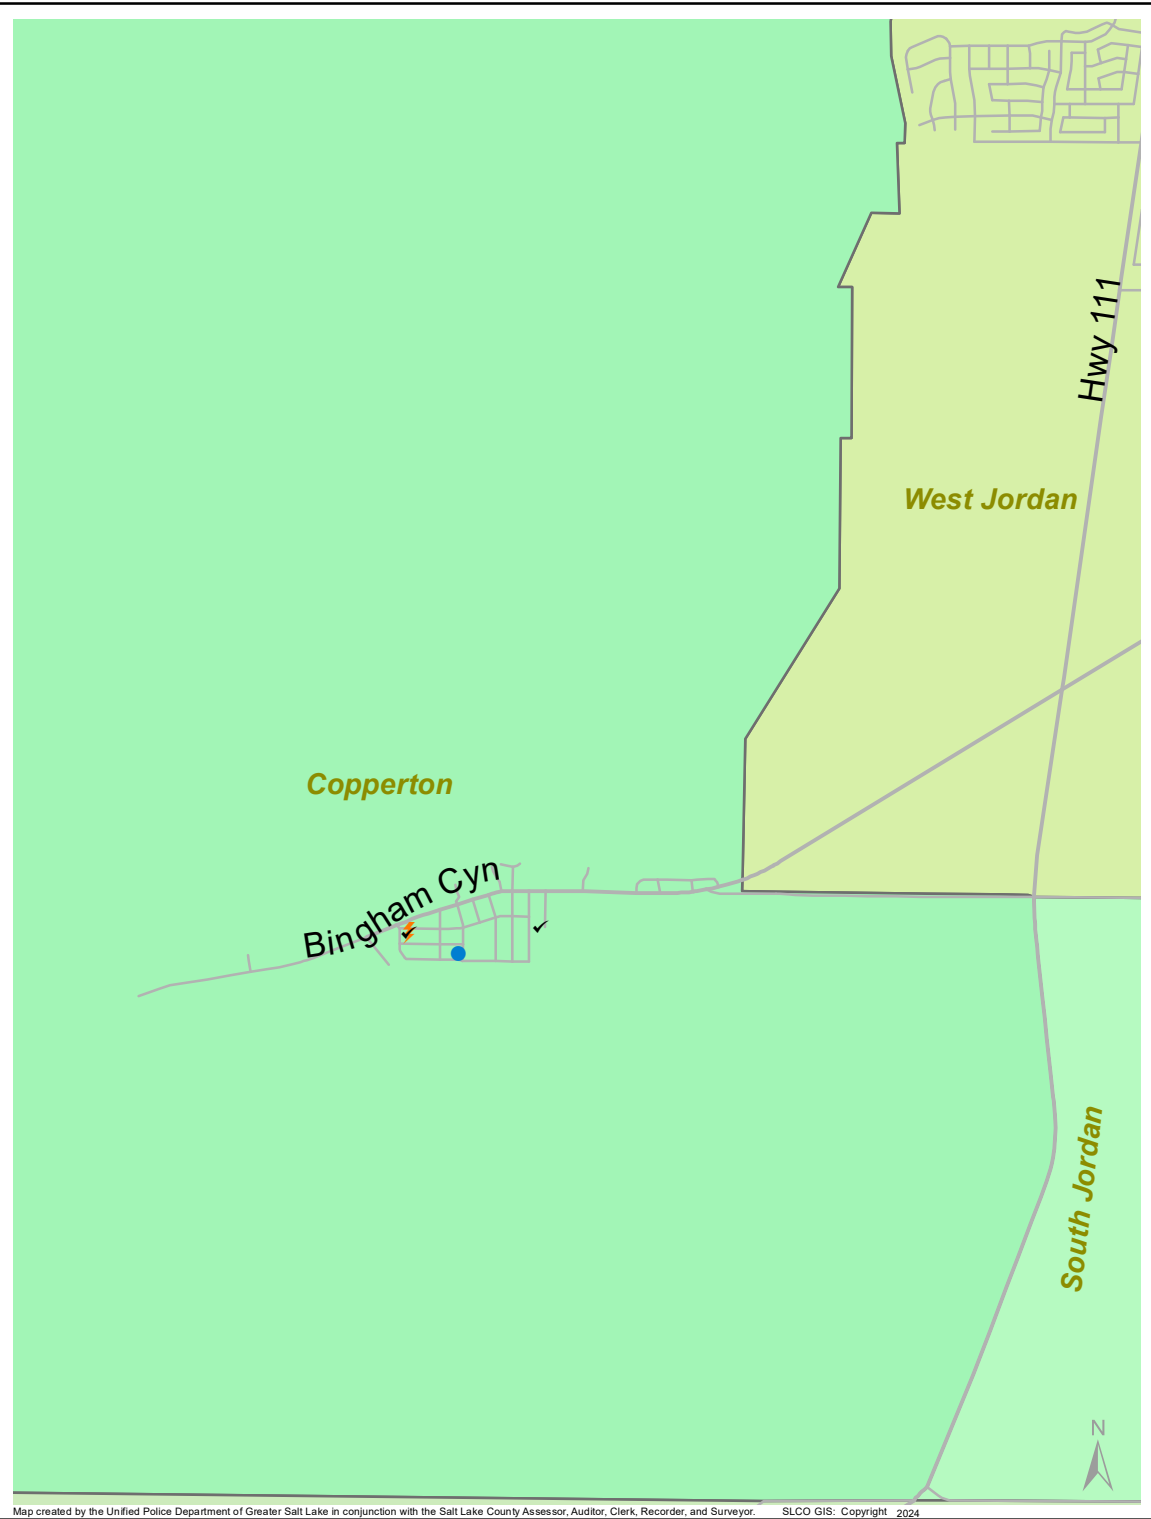 Hwy 111
West Jordan
Copperton
Bingham Cyn
South Jordan
N
Map created by the Unified Police Department of Greater Salt Lake in conjunction with the Salt Lake County Assessor, Auditor, Clerk, Recorder, and Surveyor. SLCO GIS: Copyright 2024